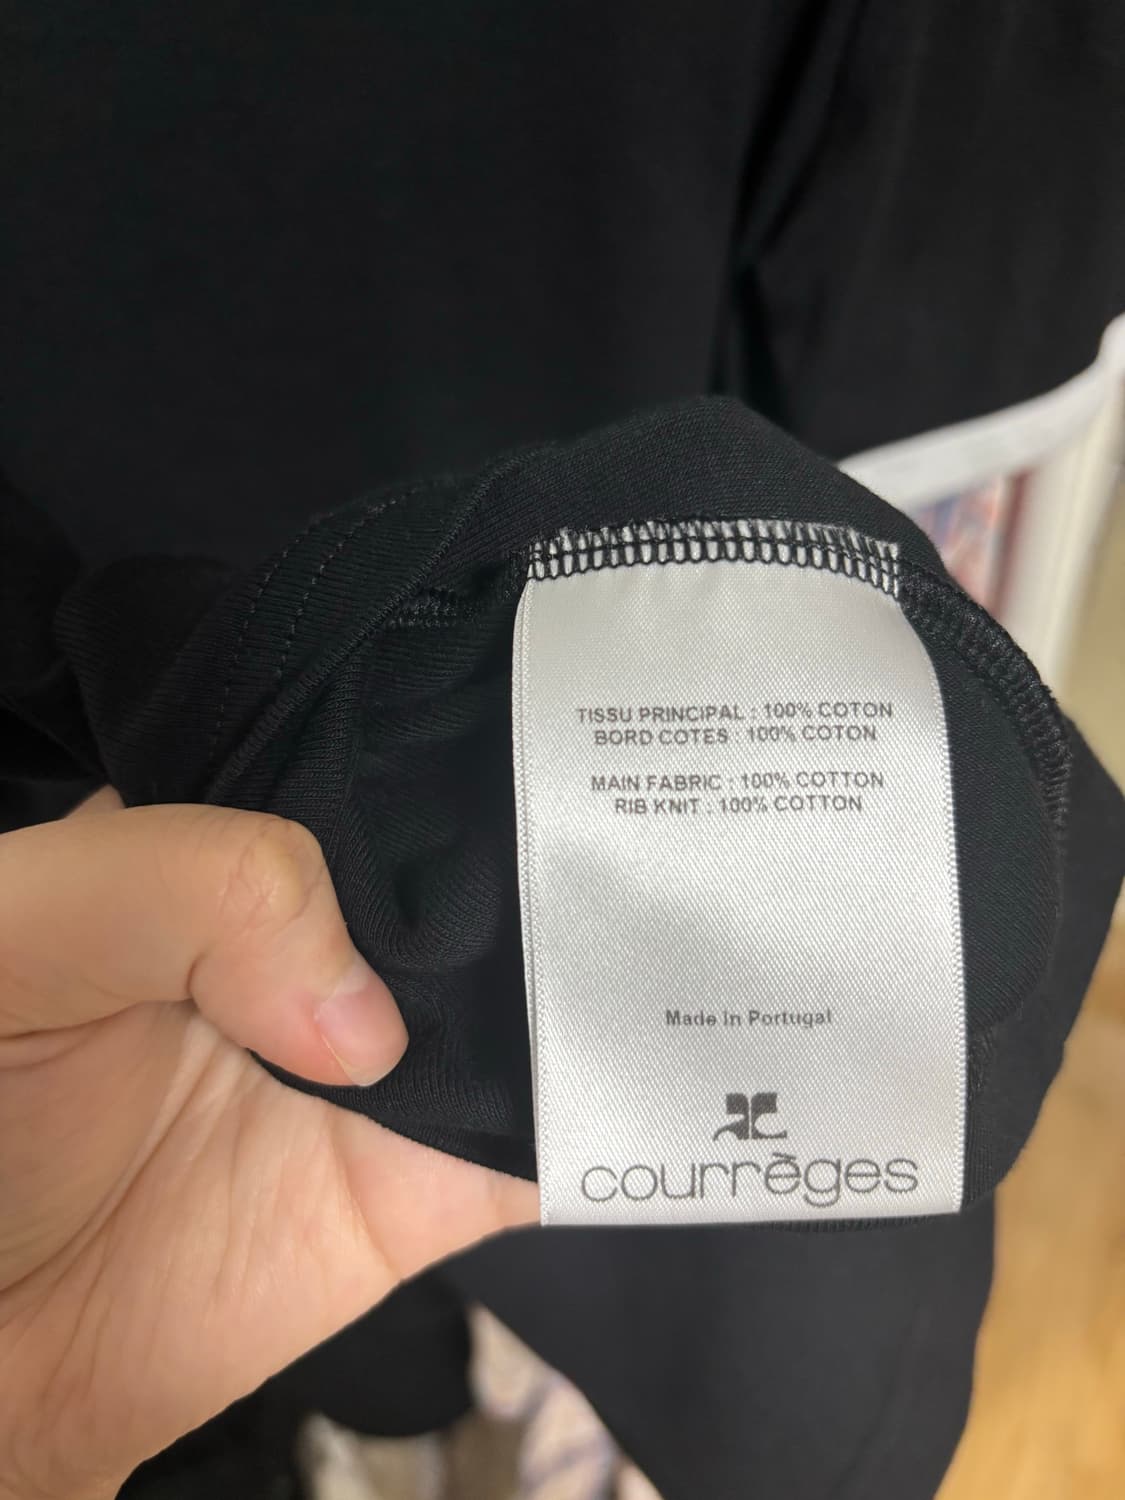 TISSU PRINCIPAL : 100% COTON
BORD COTES : 100% COTON
MAIN FABRIC : 100% COTTON
RIB KNIT : 100% COTTON
Made In Portugal
courrèges